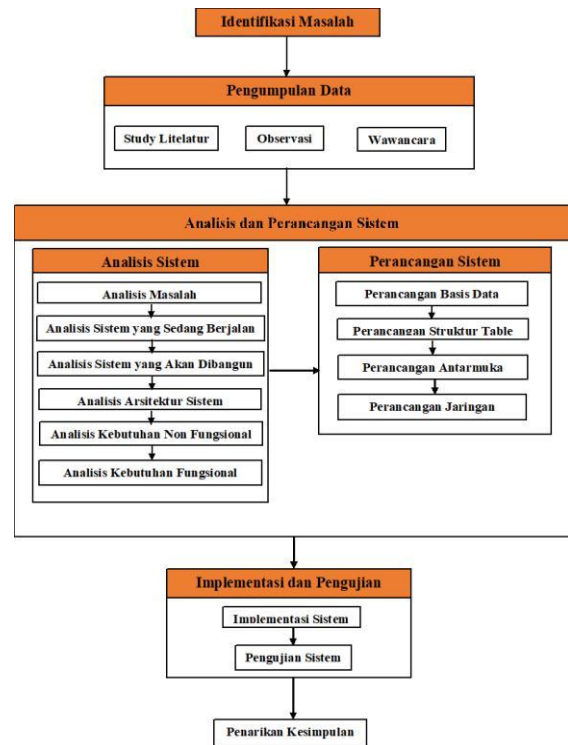 Identifikasi Masalah
Pengumpulan Data
Study Litelatur
Observasi
Wawancara
Analisis dan Perancangan Sistem
Analisis Sistem
Analisis Masalah
Analisis Sistem yang Sedang Berjalan
Analisis Sistem yang Akan Dibangun
Analisis Arsitektur Sistem
Analisis Kebutuhan Non Fungsional
Analisis Kebutuhan Fungsional
Perancangan Sistem
Perancangan Basis Data
Perancangan Struktur Table
Perancangan Antarmuka
Perancangan Jaringan
Implementasi dan Pengujian
Implementasi Sistem
Pengujian Sistem
Penarikan Kesimpulan